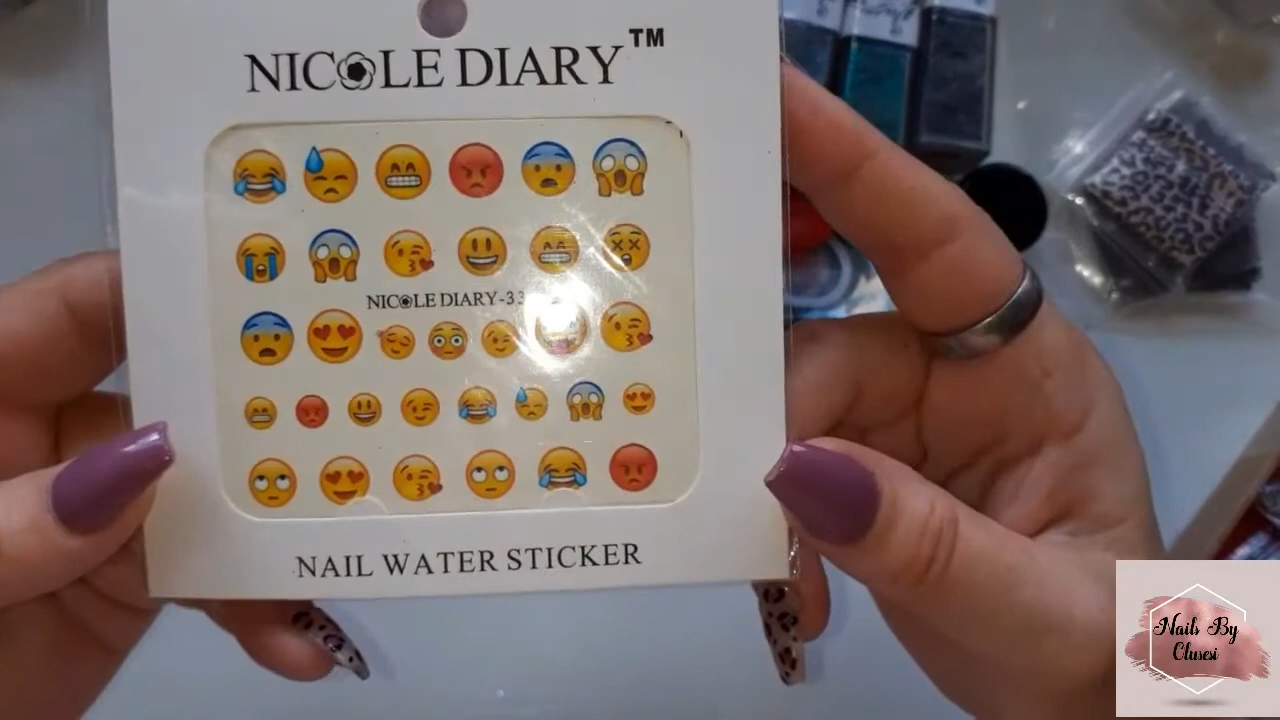 NICOLE DIARY™
NICOLE DIARY-33
NAIL WATER STICKER
Nails By
Clusesi